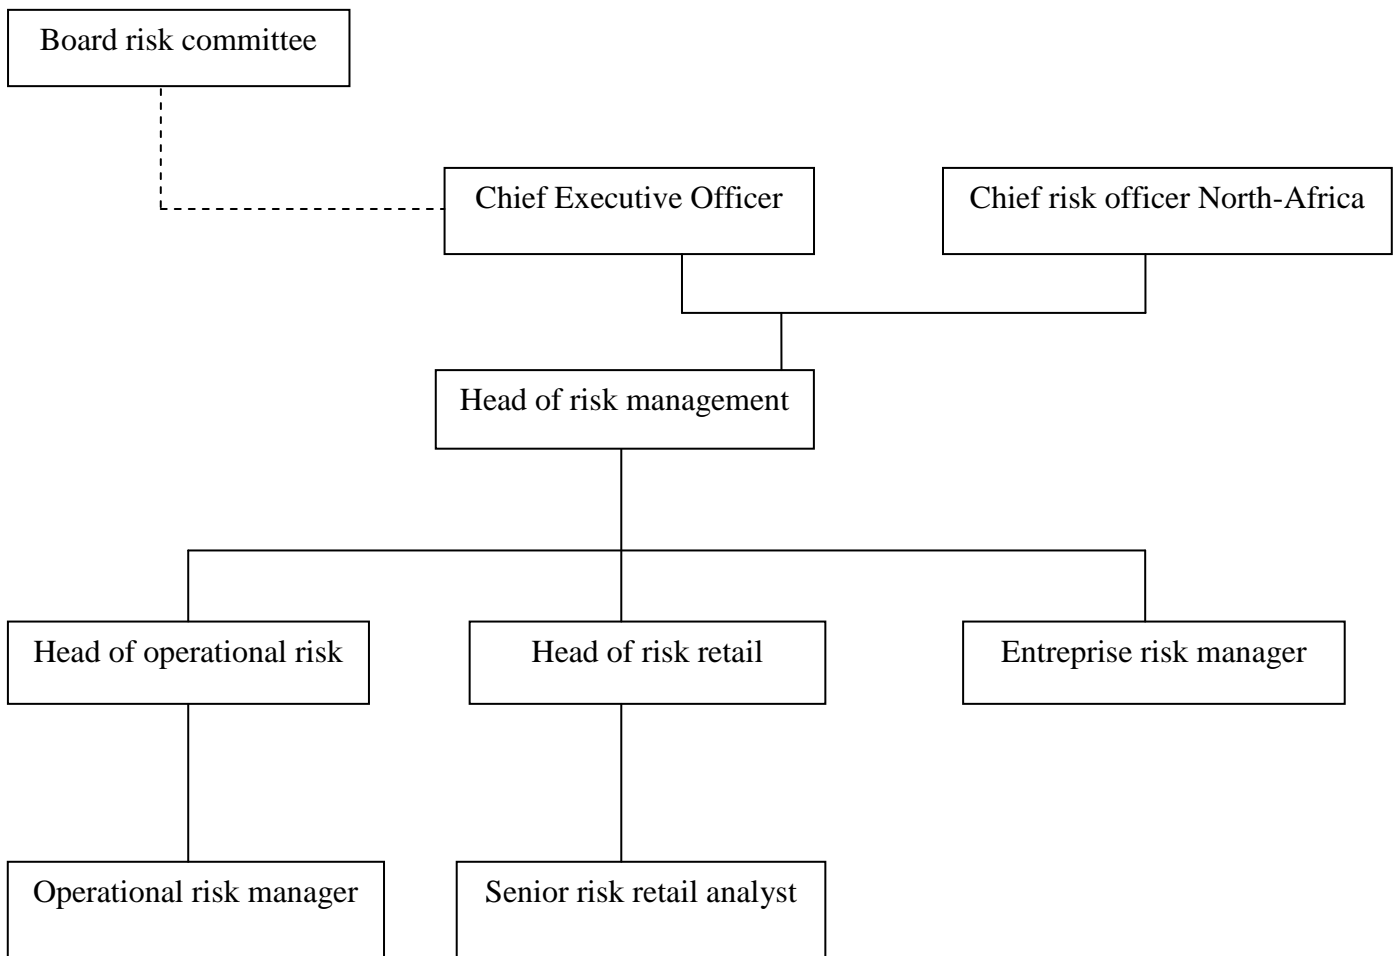 Board risk committee
Chief Executive Officer
Chief risk officer North-Africa
Head of risk management
Head of operational risk
Head of risk retail
Entreprise risk manager
Operational risk manager
Senior risk retail analyst